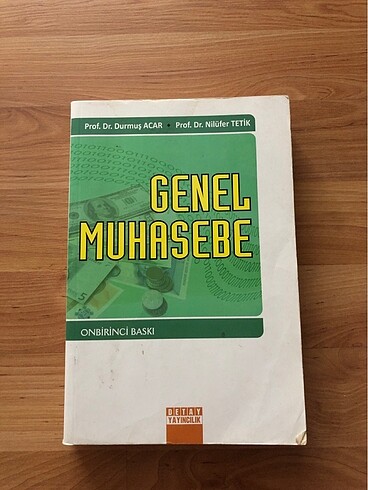 Prof. Dr. Durmuş ACAR • Prof. Dr. Nilüfer TETİK
GENEL
MUHASEBE
ONBİRİNCİ BASKI
DETAY
YAYINCILIK